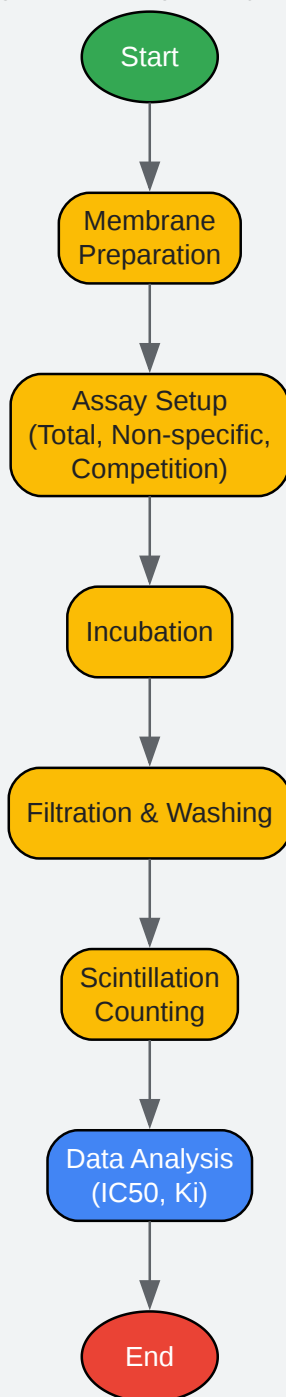 Start
Membrane
Preparation
Assay Setup
(Total, Non-specific,
Competition)
Incubation
Filtration & Washing
Scintillation
Counting
Data Analysis
(IC50, Ki)
End